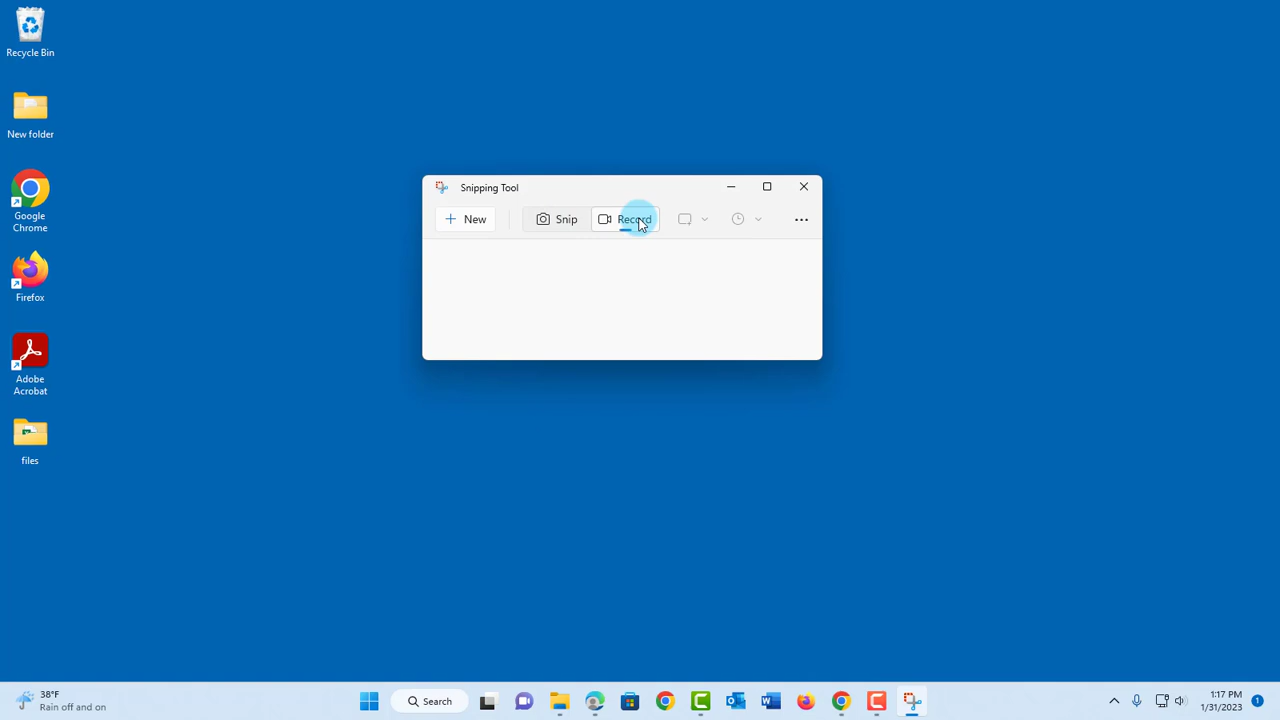 Recycle Bin
New folder
Google
Chrome
Firefox
Adobe
Acrobat
files
Snipping Tool
New
Snip
Record
38°F
Rain off and on
Search
1:17 PM
1/31/2023
1